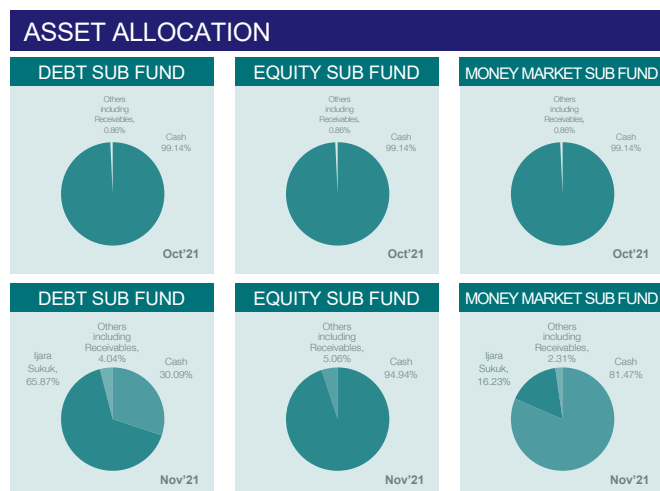 ASSET ALLOCATION
DEBT SUB FUND
Others
including
Receivables,
0.86%
Cash
99.14%
Oct'21
EQUITY SUB FUND
Others
including
Receivables,
0.86%
Cash
99.14%
Oct'21
MONEY MARKET SUB FUND
Others
including
Receivables,
0.86%
Cash
99.14%
Oct'21
DEBT SUB FUND
Others
including
Receivables,
4.04%
Ijara
Sukuk,
65.87%
Cash
30.09%
Nov'21
EQUITY SUB FUND
Others
including
Receivables,
5.06%
Cash
94.94%
Nov'21
MONEY MARKET SUB FUND
Others
including
Receivables,
2.31%
Ijara
Sukuk,
16.23%
Cash
81.47%
Nov'21